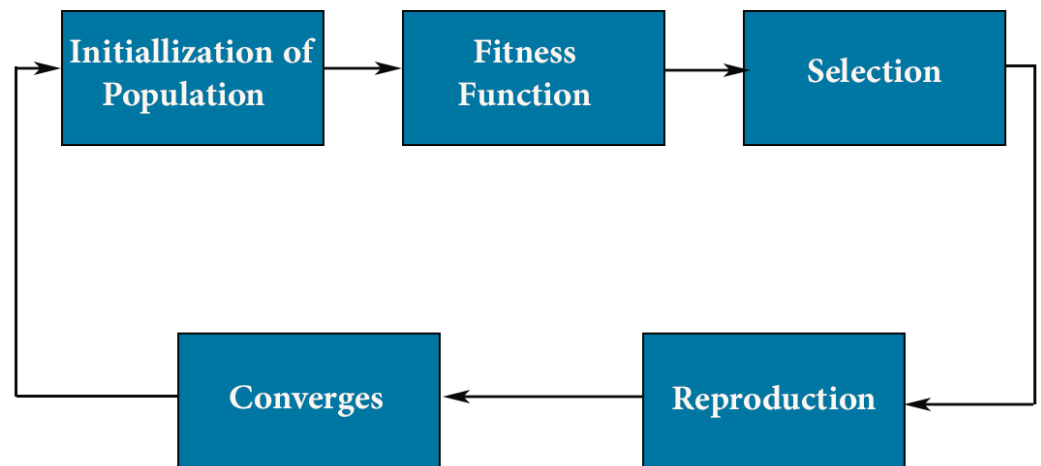 Initiallization of
Population
Fitness
Function
Selection
Converges
Reproduction